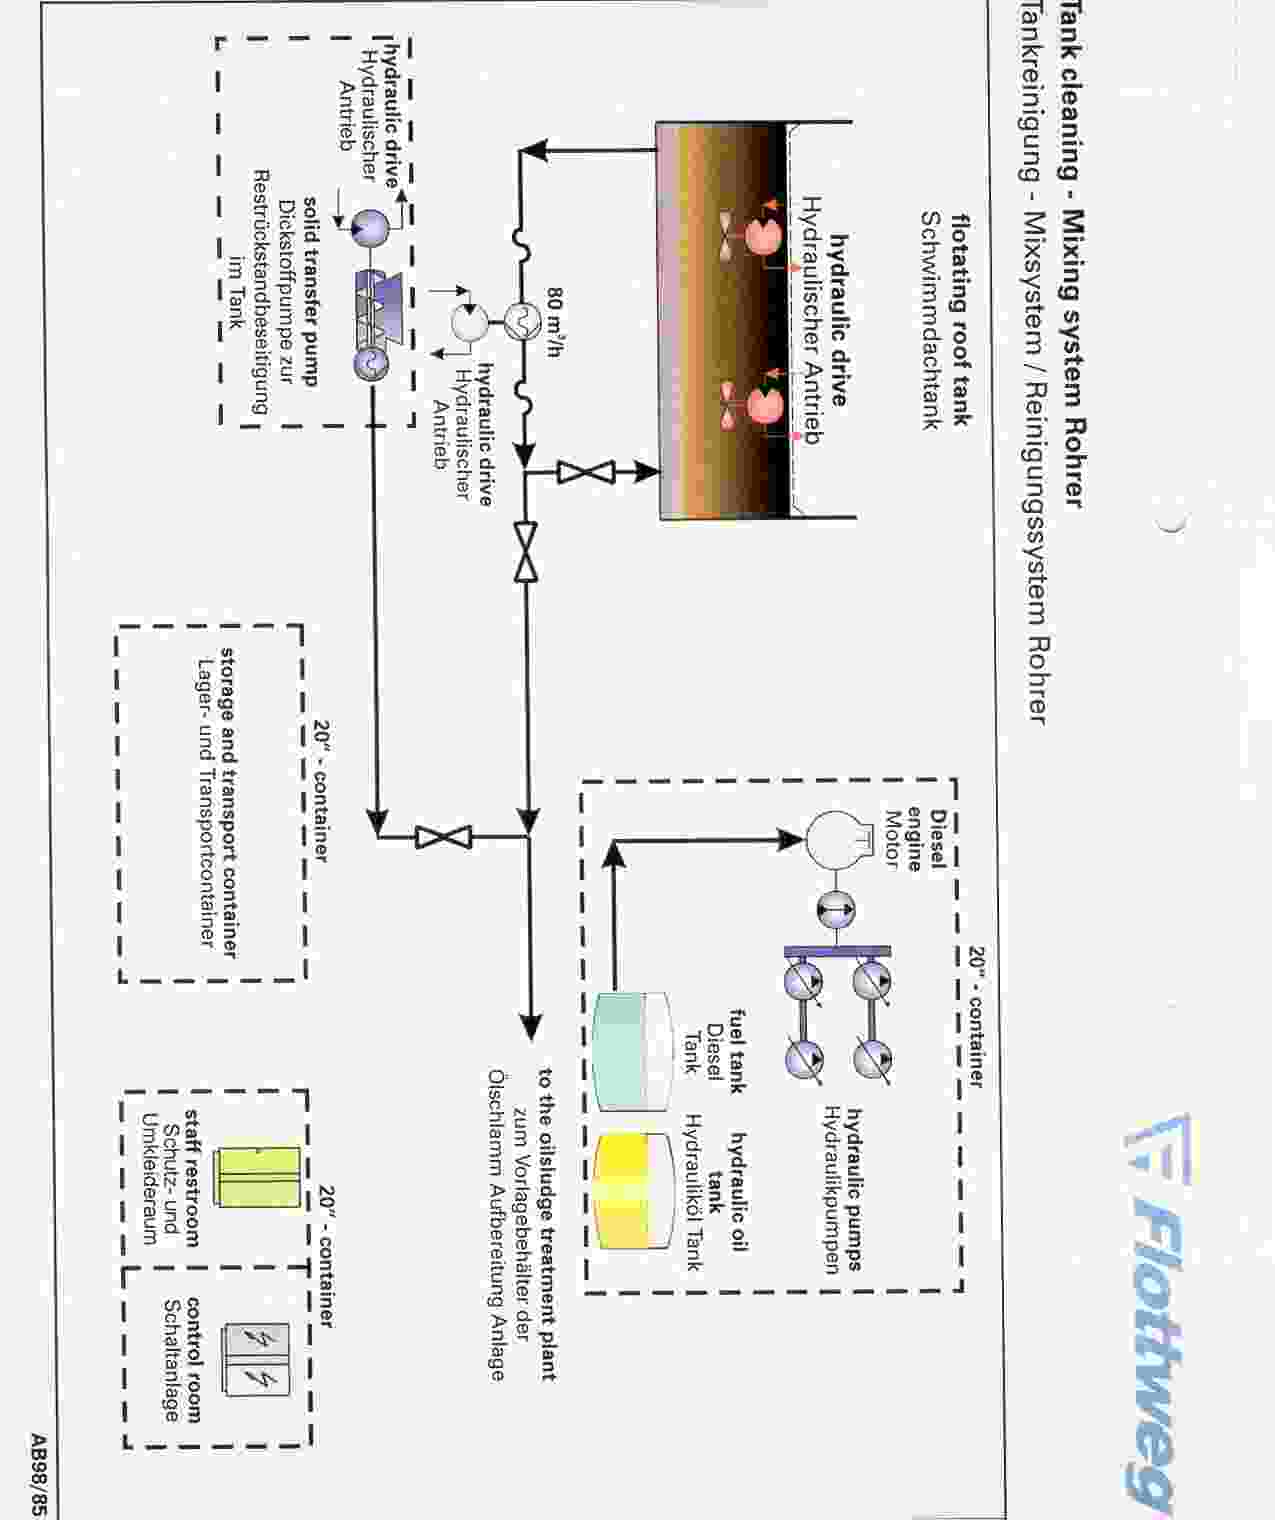 Tank cleaning - Mixing system Rohrer
Tankreinigung - Mixsystem / Reinigungssystem Rohrer
Flottweg
flotating roof tank
Schwimmdachtank
hydraulic drive
Hydraulischer Antrieb
80 m³/h
hydraulic drive
Hydraulischer
Antrieb
hydraulic drive
Hydraulischer
Antrieb
solid transfer pump
Dickstoffpumpe zur
Restrückstandbeseitigung
im Tank
20" - container
Diesel
engine
Motor
hydraulic pumps
Hydraulikpumpen
fuel tank
Diesel
Tank
hydraulic oil
tank
Hydrauliköl Tank
to the oilsludge treatment plant
zum Vorlagebehälter der
Ölschlamm Aufbereitung Anlage
20" - container
storage and transport container
Lager- und Transportcontainer
20" - container
staff restroom
Schutz- und
Umkleideraum
control room
Schaltanlage
AB98/85